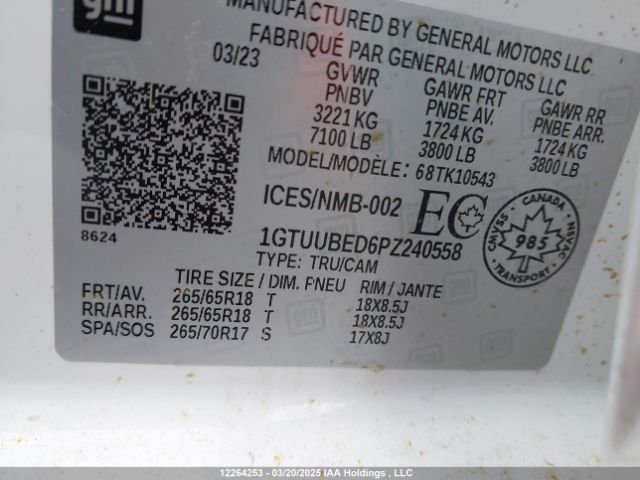 gm
MANUFACTURED BY GENERAL MOTORS LLC
FABRIQUÉ PAR GENERAL MOTORS LLC
03/23
GVWR
PNBV
3221 KG
7100 LB
GAWR FRT
PNBE AV.
1724 KG
3800 LB
GAWR RR
PNBE ARR.
1724 KG
3800 LB
MODEL/MODÈLE: 68TK10543
ICES/NMB-002
EC
8624
1GTUUBED6PZ240558
TYPE: TRU/CAM
CANADA
CMVSS
985
NSVAC
TRANSPORT
TIRE SIZE / DIM. PNEU RIM / JANTE
FRT/AV. 265/65R18 T 18X8.5J
RR/ARR. 265/65R18 T 18X8.5J
SPA/SOS 265/70R17 S 17X8J
12264253 — 03/20/2025 IAA Holdings , LLC